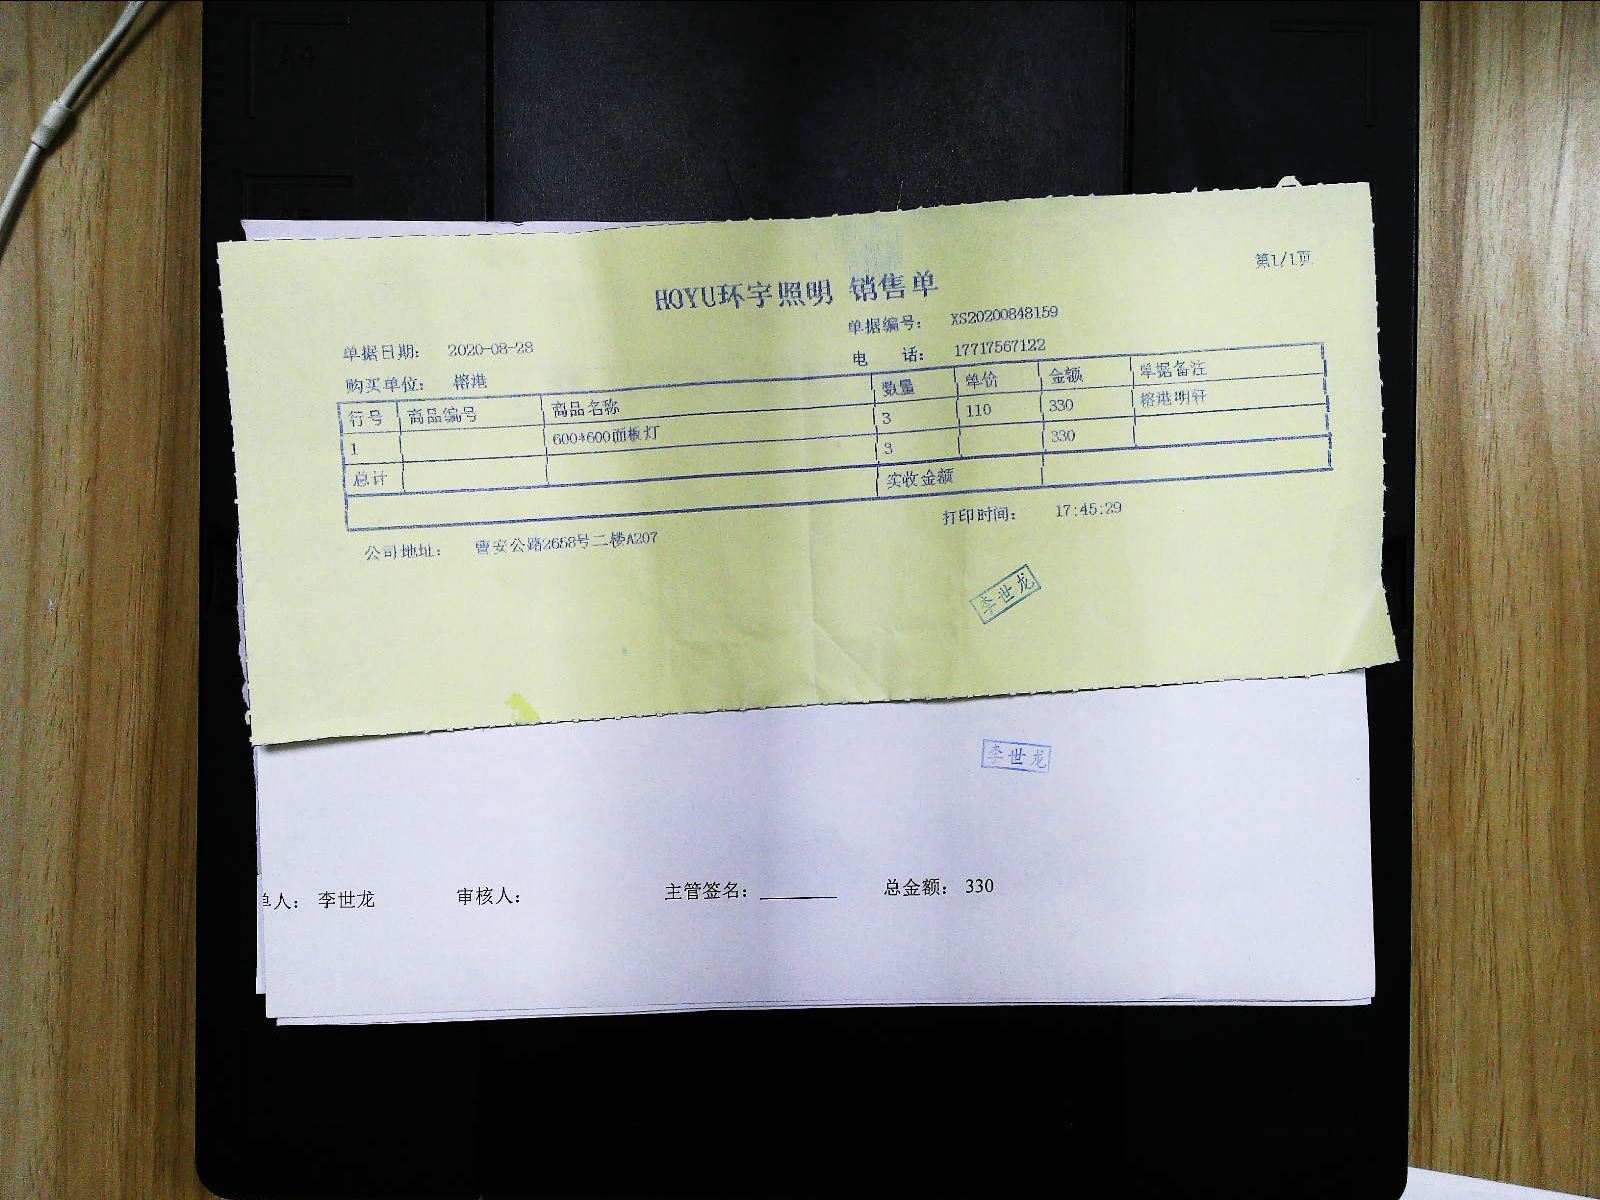 第1/1页
HOYU环宇照明 销售单
单据日期: 2020-08-28 单据编号: XS20200848159
购买单位: 榕港 电 话: 17717567122
行号 商品编号 商品名称 数量 单价 金额 单据备注
1 600*600面板灯 3 110 330 榕港明轩
总计 3 330
实收金额
公司地址: 曹安公路2658号二楼A207 打印时间: 17:45:29
李世龙
李世龙
单人: 李世龙 审核人: 主管签名: 总金额: 330